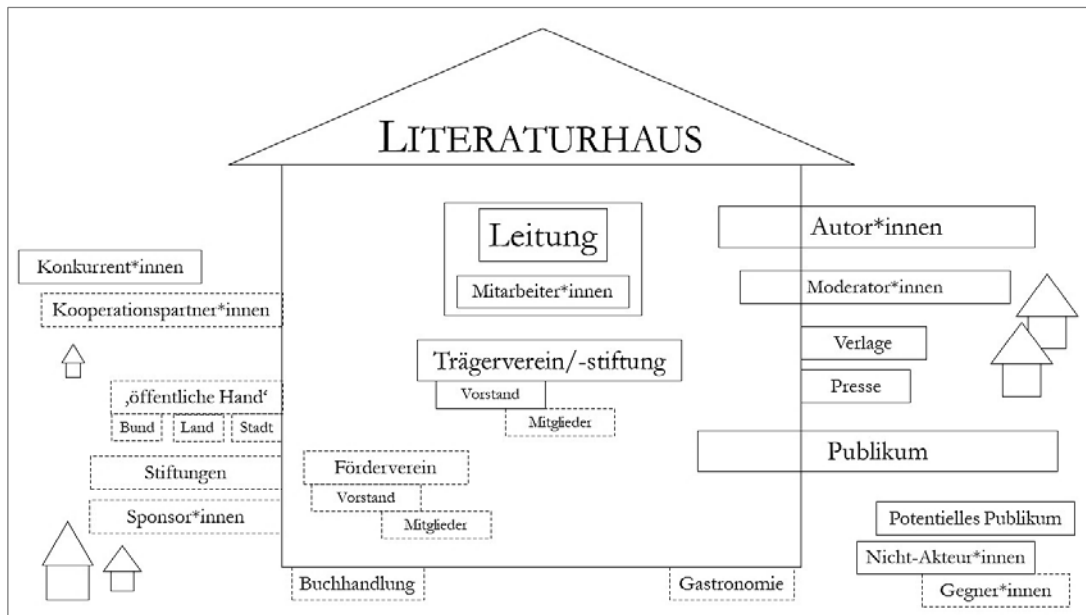 LITERATURHAUS
Leitung
Mitarbeiter*innen
Trägerverein/-stiftung
Vorstand
Mitglieder
Förderverein
Vorstand
Mitglieder
Konkurrent*innen
Kooperationspartner*innen
‚öffentliche Hand‘
Bund Land Stadt
Stiftungen
Sponsor*innen
Buchhandlung
Gastronomie
Autor*innen
Moderator*innen
Verlage
Presse
Publikum
Potentielles Publikum
Nicht-Akteur*innen
Gegner*innen